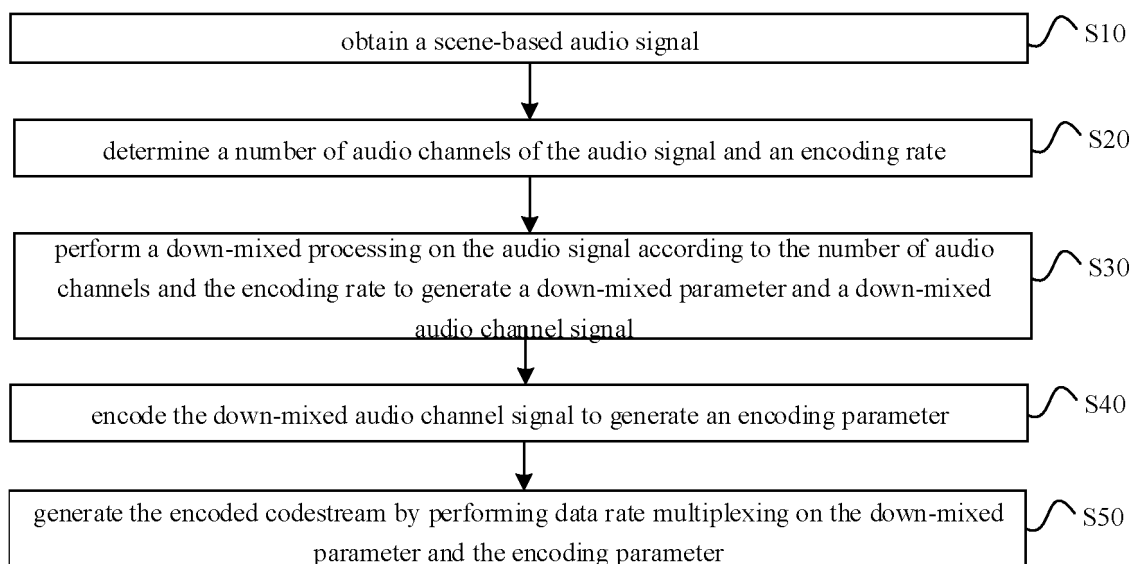 obtain a scene-based audio signal
S10
determine a number of audio channels of the audio signal and an encoding rate
S20
perform a down-mixed processing on the audio signal according to the number of audio
channels and the encoding rate to generate a down-mixed parameter and a down-mixed
audio channel signal
S30
encode the down-mixed audio channel signal to generate an encoding parameter
S40
generate the encoded codestream by performing data rate multiplexing on the down-mixed
parameter and the encoding parameter
S50